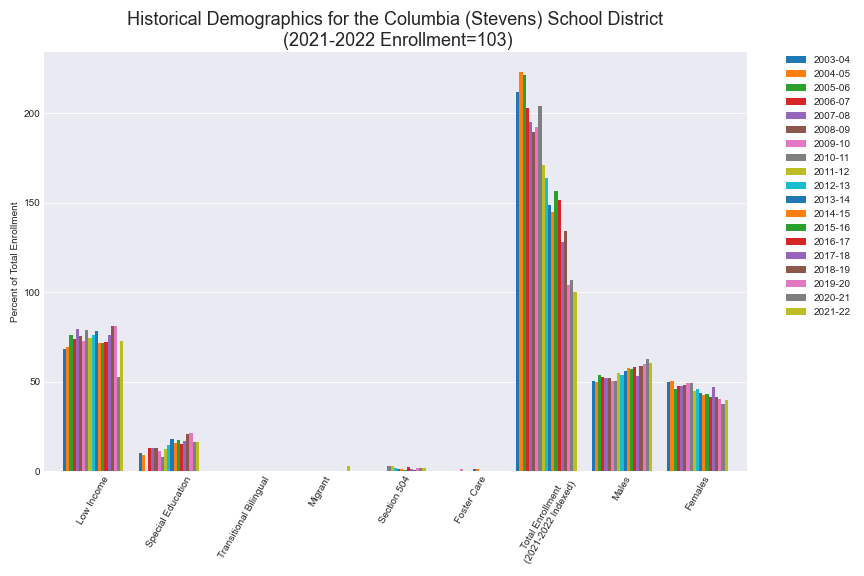 Historical Demographics for the Columbia (Stevens) School District
(2021-2022 Enrollment=103)
Percent of Total Enrollment
200
150
100
50
0
Low Income
Special Education
Transitional Bilingual
Migrant
Section 504
Foster Care
Total Enrollment
(2021-2022 Indexed)
Males
Females
2003-04
2004-05
2005-06
2006-07
2007-08
2008-09
2009-10
2010-11
2011-12
2012-13
2013-14
2014-15
2015-16
2016-17
2017-18
2018-19
2019-20
2020-21
2021-22